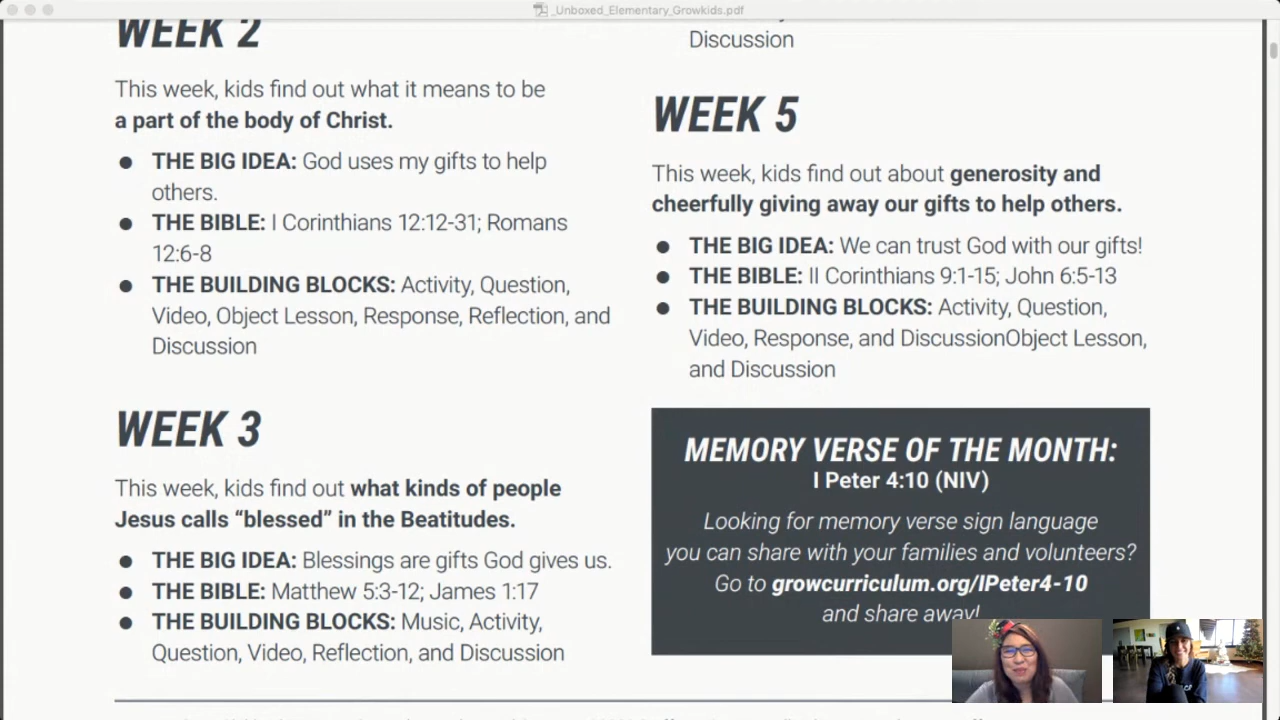 _Unboxed_Elementary_Growkids.pdf
WEEK 2
This week, kids find out what it means to be
a part of the body of Christ.
● THE BIG IDEA: God uses my gifts to help
others.
● THE BIBLE: I Corinthians 12:12-31; Romans
12:6-8
● THE BUILDING BLOCKS: Activity, Question,
Video, Object Lesson, Response, Reflection, and
Discussion
WEEK 3
This week, kids find out what kinds of people
Jesus calls “blessed” in the Beatitudes.
● THE BIG IDEA: Blessings are gifts God gives us.
● THE BIBLE: Matthew 5:3-12; James 1:17
● THE BUILDING BLOCKS: Music, Activity,
Question, Video, Reflection, and Discussion
Discussion
WEEK 5
This week, kids find out about generosity and
cheerfully giving away our gifts to help others.
● THE BIG IDEA: We can trust God with our gifts!
● THE BIBLE: II Corinthians 9:1-15; John 6:5-13
● THE BUILDING BLOCKS: Activity, Question,
Video, Response, and DiscussionObject Lesson,
and Discussion
MEMORY VERSE OF THE MONTH:
I Peter 4:10 (NIV)
Looking for memory verse sign language
you can share with your families and volunteers?
Go to growcurriculum.org/IPeter4-10
and share away!